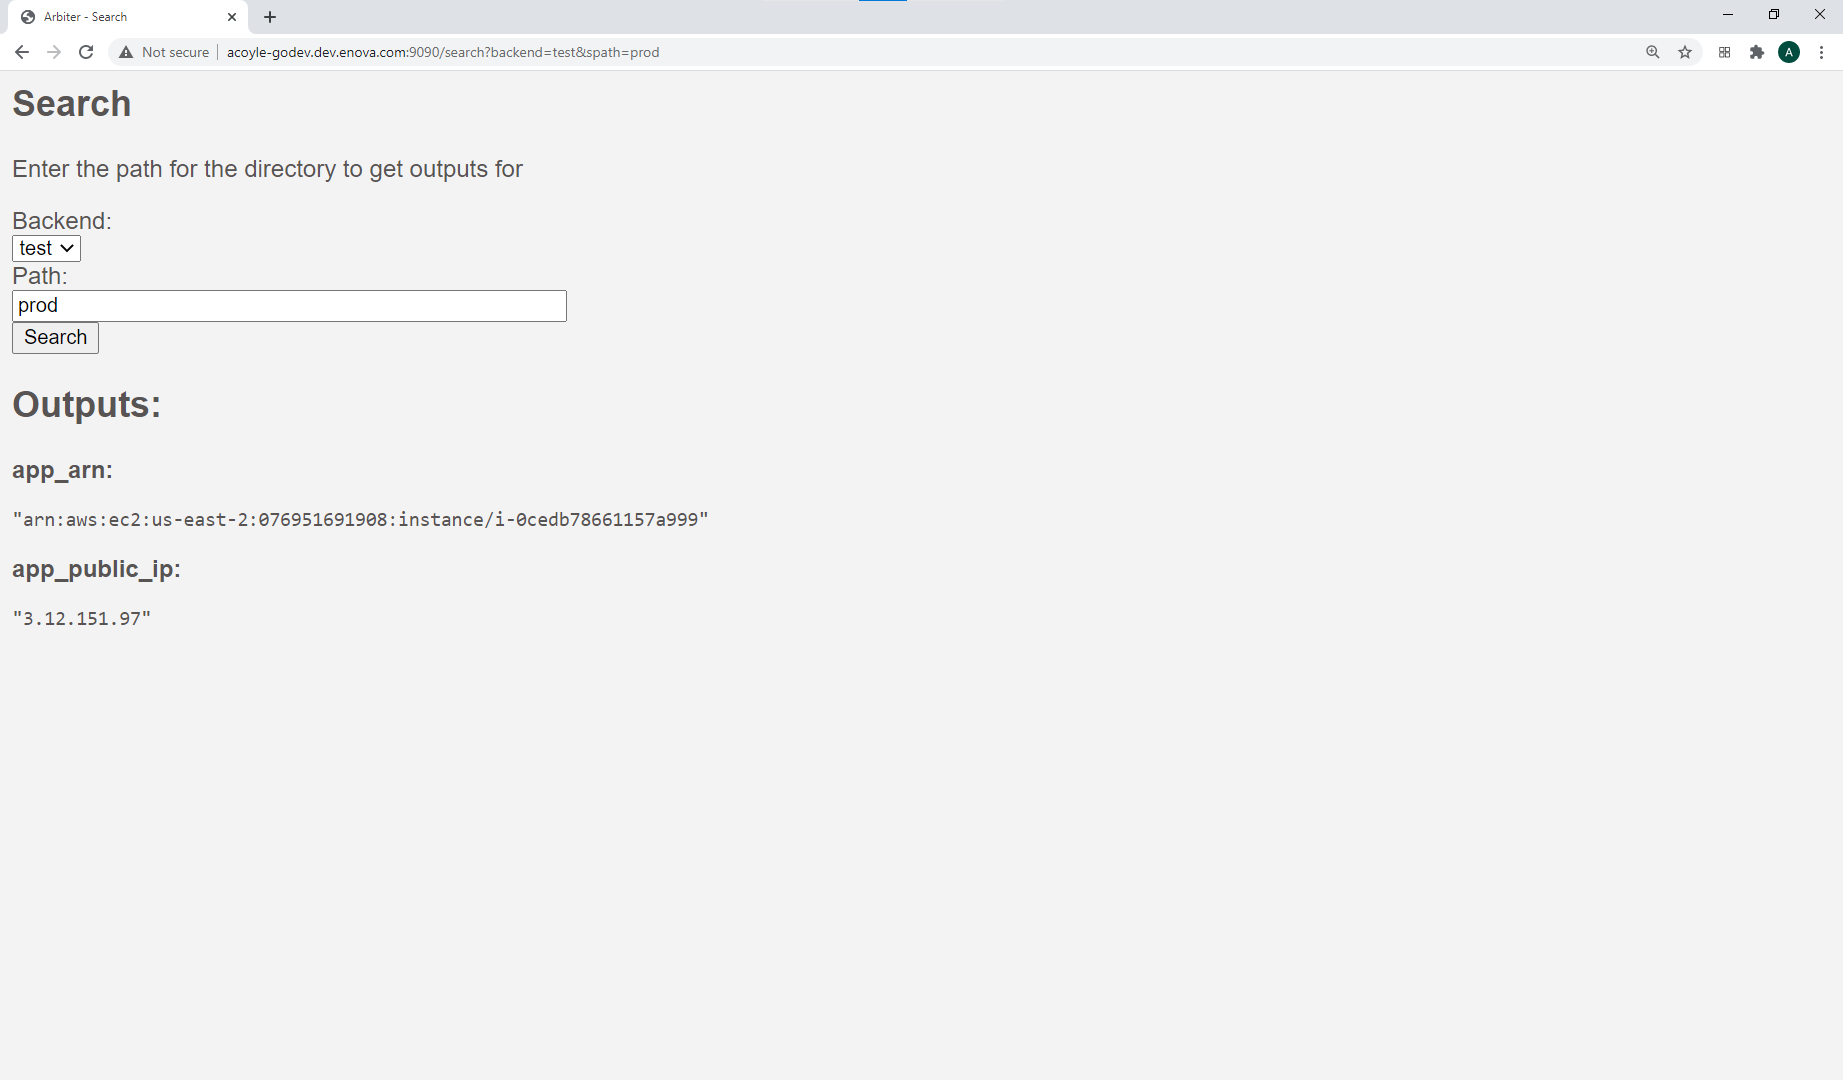 Arbiter - Search
Not secure
acoyle-godev.dev.enova.com:9090/search?backend=test&spath=prod
A
Search
Enter the path for the directory to get outputs for
Backend:
test
Path:
prod
Search
Outputs:
app_arn:
"arn:aws:ec2:us-east-2:076951691908:instance/i-0cedb78661157a999"
app_public_ip:
"3.12.151.97"